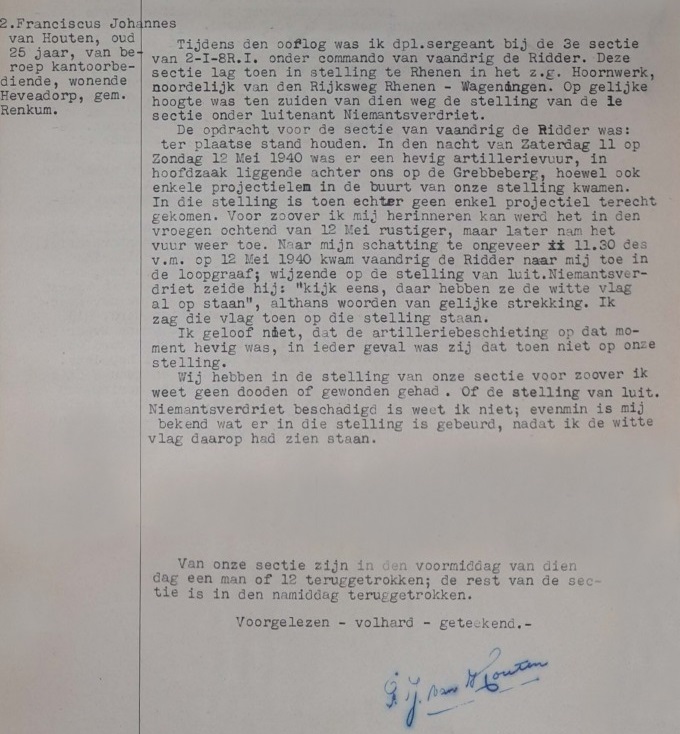 2.Franciscus Johannes
van Houten, oud
25 jaar, van be-
roep kantoorbe-
diende, wonende
Heveadorp, gem.
Renkum.
Tijdens den oorlog was ik dpl.sergeant bij de 3e sectie
van 2-I-8R.I. onder commando van vaandrig de Ridder. Deze
sectie lag toen in stelling te Rhenen in het z.g. Hoornwerk,
noordelijk van den Rijksweg Rhenen - Wageningen. Op gelijke
hoogte was ten zuiden van dien weg de stelling van de 1e
sectie onder luitenant Niemantsverdriet.
De opdracht voor de sectie van vaandrig de Ridder was:
ter plaatse stand houden. In den nacht van Zaterdag 11 op
Zondag 12 Mei 1940 was er een hevig artillerievuur, in
hoofdzaak liggende achter ons op de Grebbeberg, hoewel ook
enkele projectielen in de buurt van onze stelling kwamen.
In die stelling is toen echter geen enkel projectiel terecht
gekomen. Voor zoover ik mij herinneren kan werd het in den
vroegen ochtend van 12 Mei rustiger, maar later nam het
vuur weer toe. Naar mijn schatting te ongeveer 11.30 des
v.m. op 12 Mei 1940 kwam vaandrig de Ridder naar mij toe in
de loopgraaf; wijzende op de stelling van luit.Niemantsver-
driet zeide hij: "kijk eens, daar hebben ze de witte vlag
al op staan", althans woorden van gelijke strekking. Ik
zag die vlag toen op die stelling staan.
Ik geloof niet, dat de artilleriebeschieting op dat mo-
ment hevig was, in ieder geval was zij dat toen niet op onze
stelling.
Wij hebben in de stelling van onze sectie voor zoover ik
weet geen dooden of gewonden gehad . Of de stelling van luit.
Niemantsverdriet beschadigd is weet ik niet; evenmin is mij
bekend wat er in die stelling is gebeurd, nadat ik de witte
vlag daarop had zien staan.
Van onze sectie zijn in den voormiddag van dien
dag een man of 12 teruggetrokken; de rest van de sec-
tie is in den namiddag teruggetrokken.
Voorgelezen - volhard - geteekend.-
F. J. van Houten